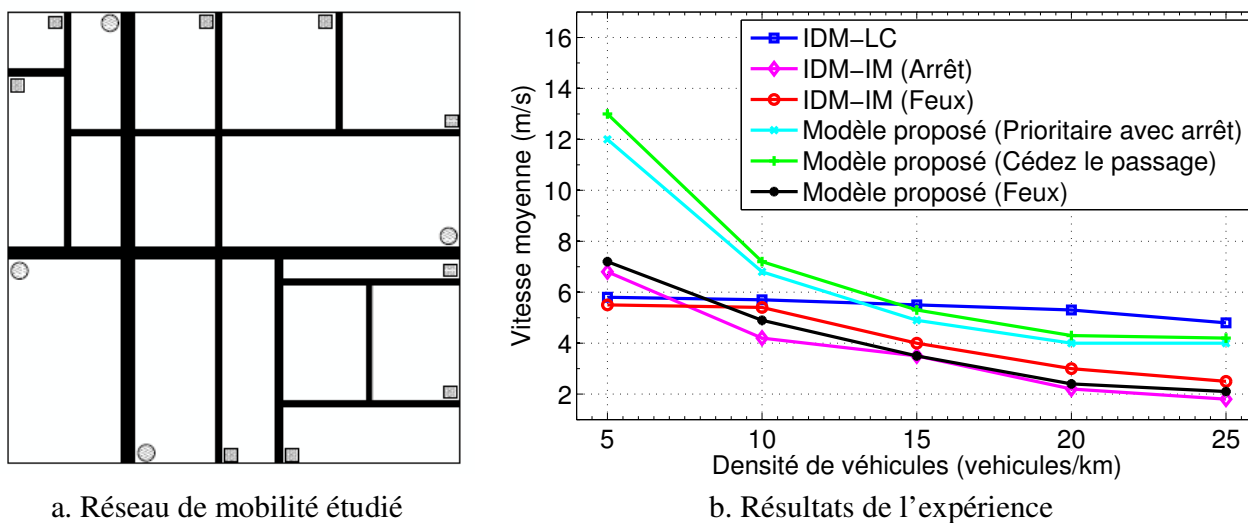 16
14
12
10
8
6
4
2
Vitesse moyenne (m/s)
IDM−LC
IDM−IM (Arrêt)
IDM−IM (Feux)
Modèle proposé (Prioritaire avec arrêt)
Modèle proposé (Cédez le passage)
Modèle proposé (Feux)
5 10 15 20 25
Densité de véhicules (vehicules/km)
a. Réseau de mobilité étudié
b. Résultats de l'expérience